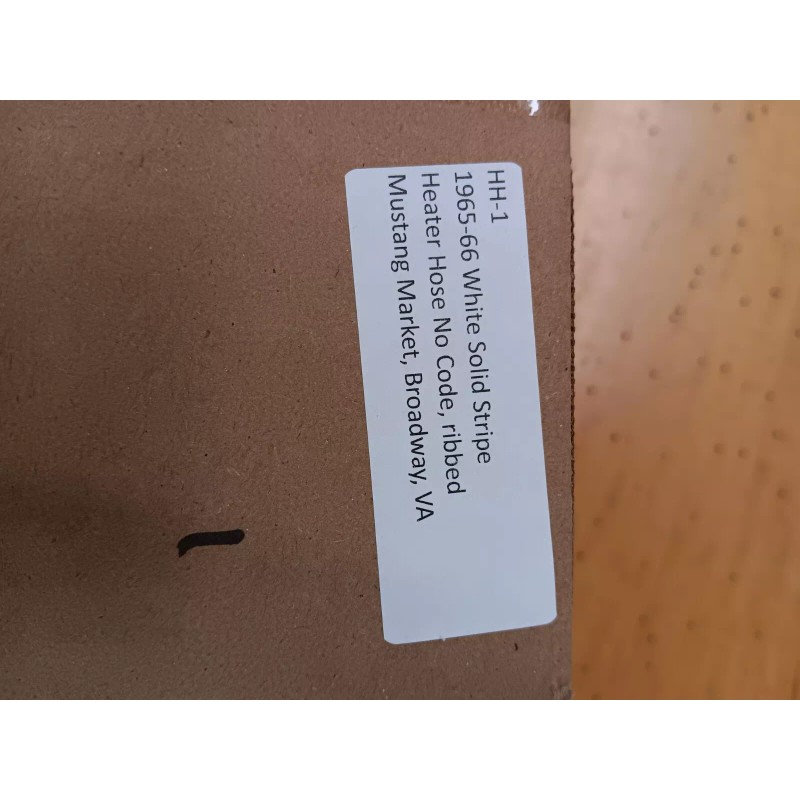 HH-1
1965-66 White Solid Stripe
Heater Hose No Code, ribbed
Mustang Market, Broadway, VA